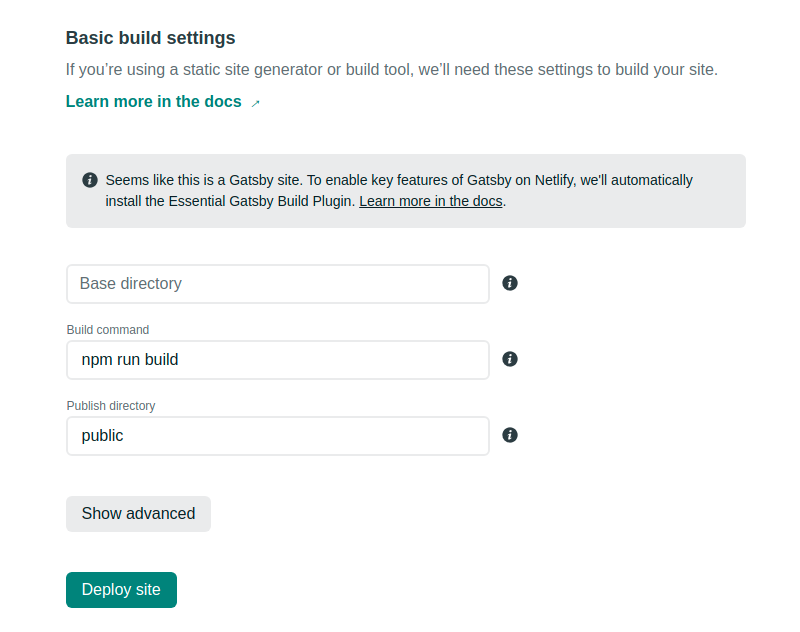 Basic build settings
If you’re using a static site generator or build tool, we’ll need these settings to build your site.
Learn more in the docs ↗
Seems like this is a Gatsby site. To enable key features of Gatsby on Netlify, we'll automatically
install the Essential Gatsby Build Plugin. Learn more in the docs.
Base directory
Build command
npm run build
Publish directory
public
Show advanced
Deploy site